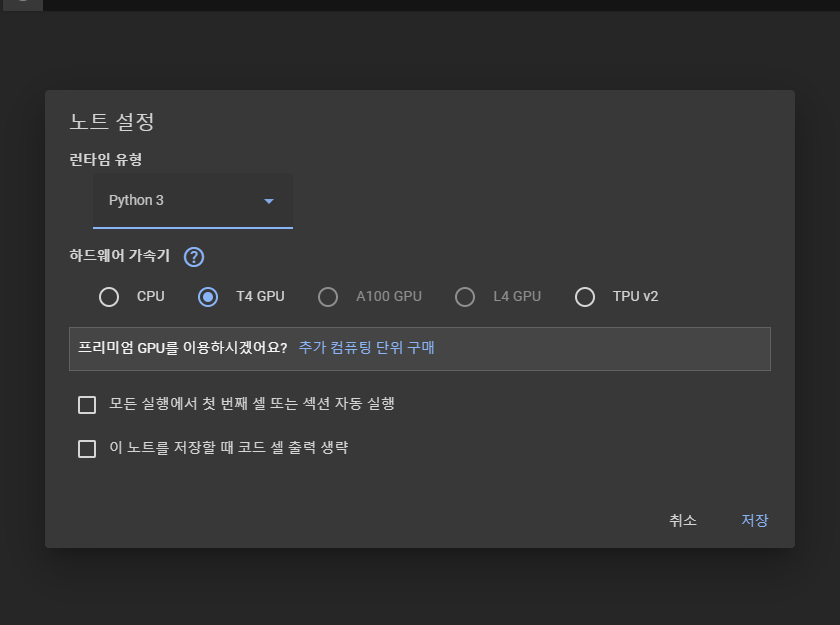 노트 설정
런타임 유형
Python 3
하드웨어 가속기 ?
CPU T4 GPU A100 GPU L4 GPU TPU v2
프리미엄 GPU를 이용하시겠어요? 추가 컴퓨팅 단위 구매
모든 실행에서 첫 번째 셀 또는 섹션 자동 실행
이 노트를 저장할 때 코드 셀 출력 생략
취소 저장